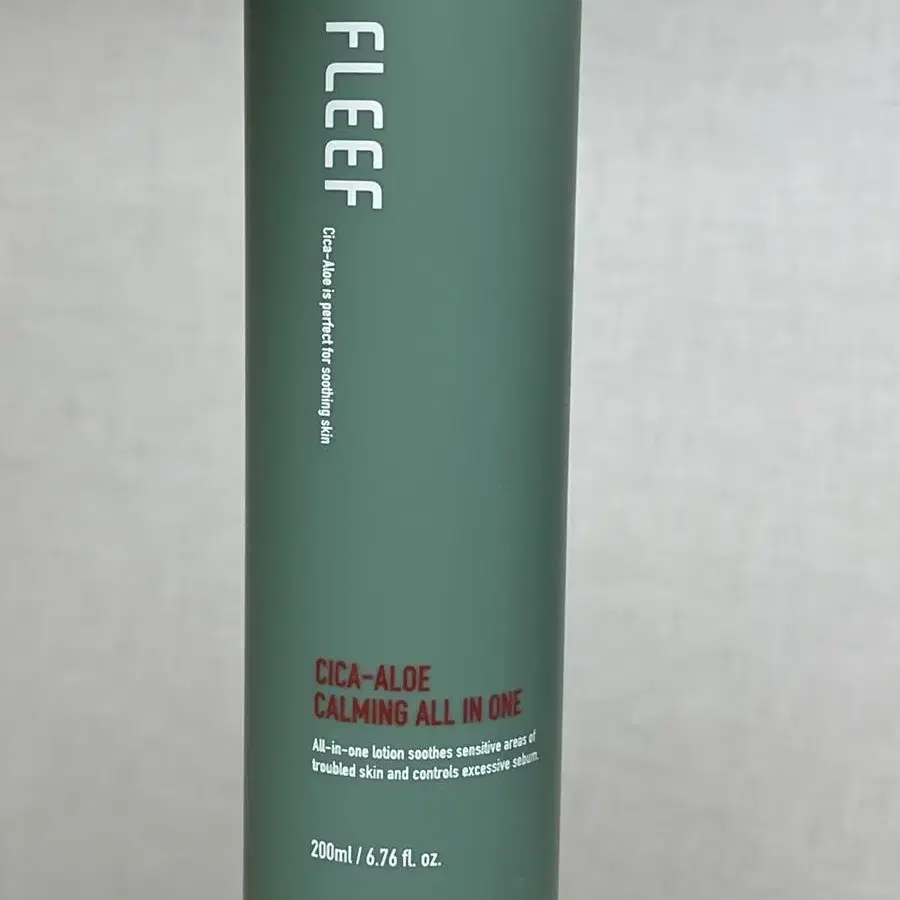 FLEEF
Cica-Aloe is perfect for soothing skin
CICA-ALOE
CALMING ALL IN ONE
All-in-one lotion soothes sensitive areas of
troubled skin and controls excessive sebum.
200ml / 6.76 fl. oz.